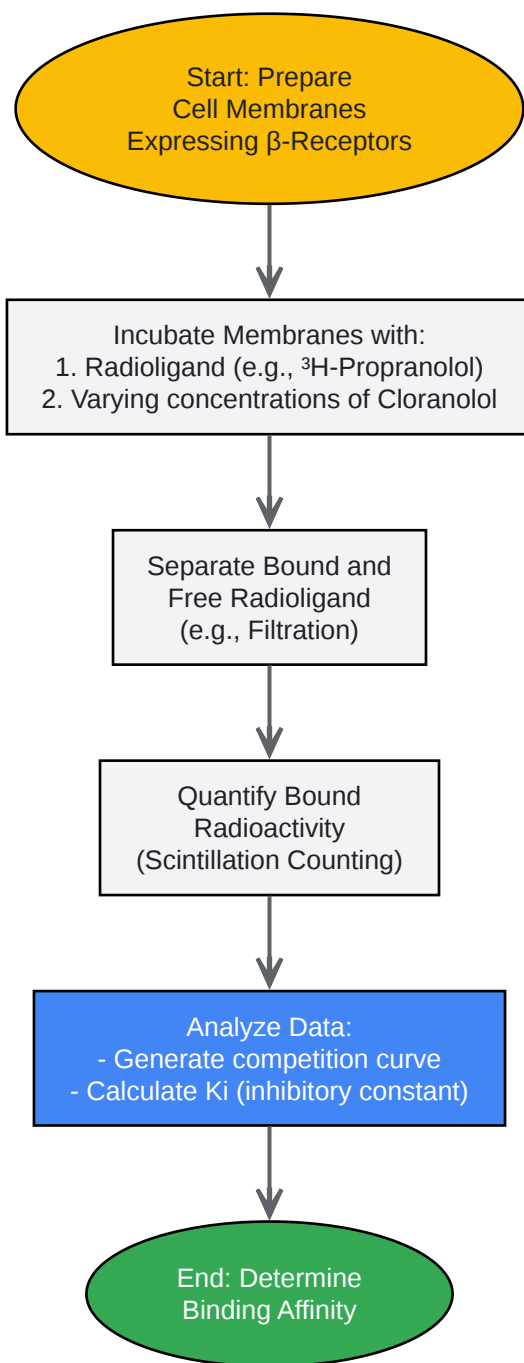 Start: Prepare
Cell Membranes
Expressing β-Receptors
Incubate Membranes with:
1. Radioligand (e.g., ³H-Propranolol)
2. Varying concentrations of Cloranolol
Separate Bound and
Free Radioligand
(e.g., Filtration)
Quantify Bound
Radioactivity
(Scintillation Counting)
Analyze Data:
- Generate competition curve
- Calculate Ki (inhibitory constant)
End: Determine
Binding Affinity